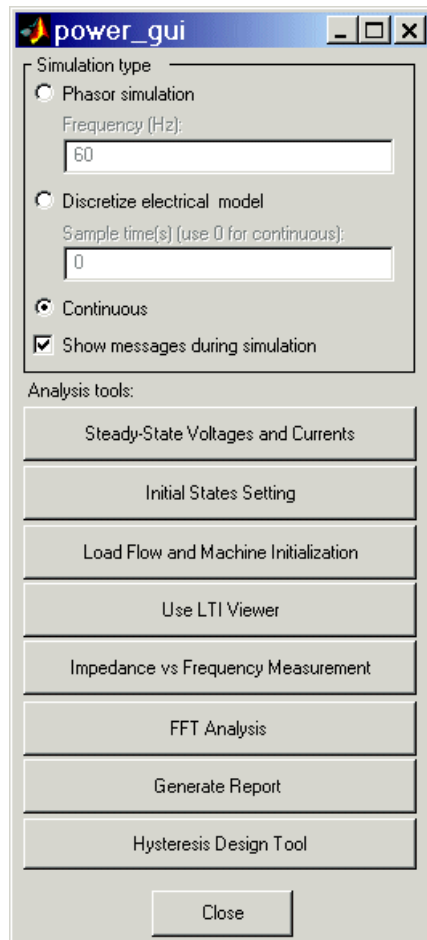 power_gui
Simulation type
Phasor simulation
Frequency (Hz):
60
Discretize electrical model
Sample time(s) (use 0 for continuous):
0
Continuous
Show messages during simulation
Analysis tools:
Steady-State Voltages and Currents
Initial States Setting
Load Flow and Machine Initialization
Use LTI Viewer
Impedance vs Frequency Measurement
FFT Analysis
Generate Report
Hysteresis Design Tool
Close